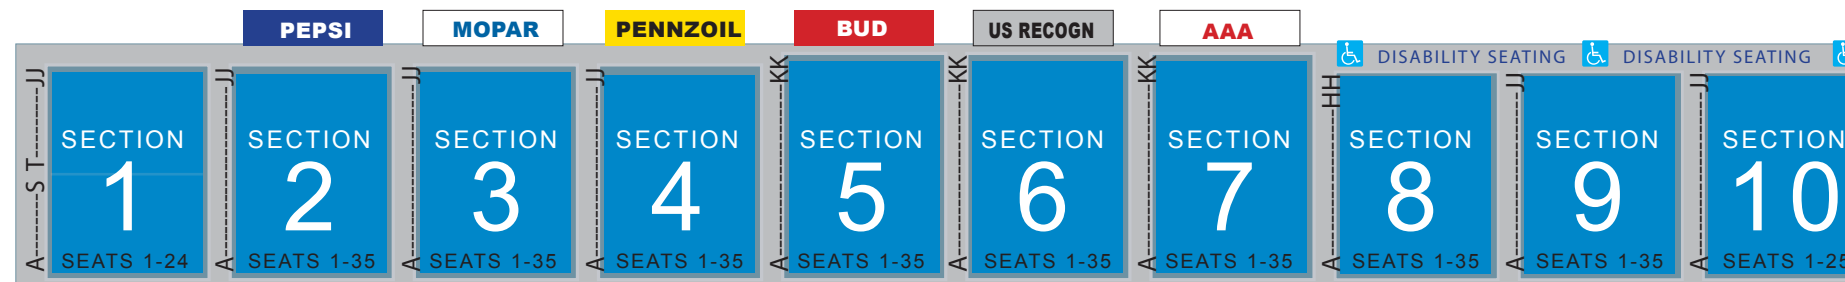 PEPSI MOPAR PENNZOIL BUD US RECOGN AAA
DISABILITY SEATING DISABILITY SEATING
A-----S T-----JJ
SECTION
1
SEATS 1-24
A-----JJ
SECTION
2
SEATS 1-35
A-----JJ
SECTION
3
SEATS 1-35
A-----JJ
SECTION
4
SEATS 1-35
A-----KK
SECTION
5
SEATS 1-35
A-----KK
SECTION
6
SEATS 1-35
A-----KK
SECTION
7
SEATS 1-35
A-----HH
SECTION
8
SEATS 1-35
A-----JJ
SECTION
9
SEATS 1-35
A-----JJ
SECTION
10
SEATS 1-25